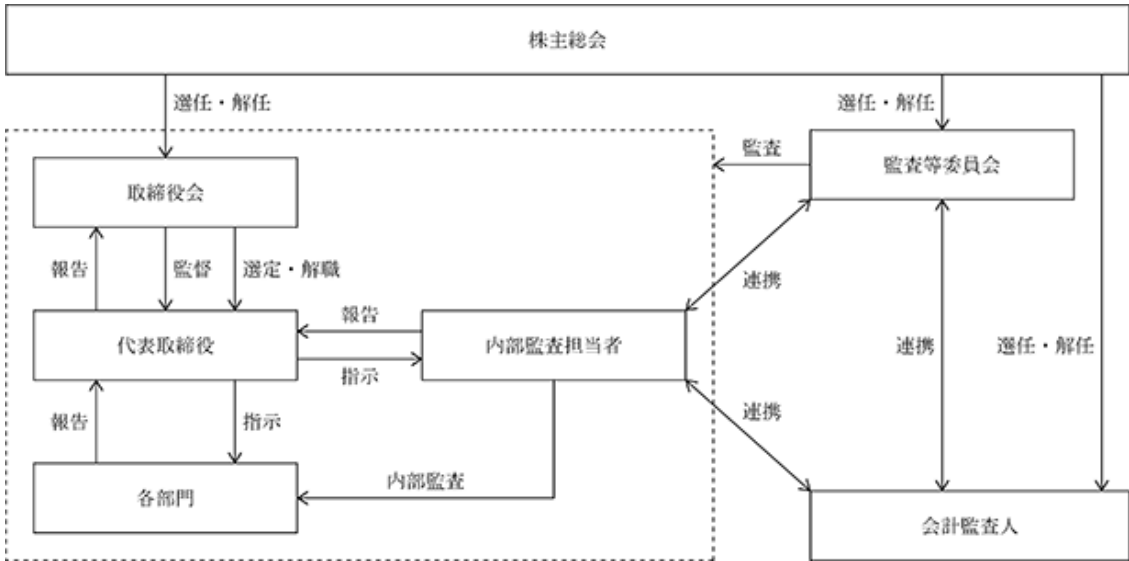 株主総会
選任・解任
選任・解任
監査
監査等委員会
取締役会
報告
監督
選定・解職
連携
報告
代表取締役
内部監査担当者
連携
選任・解任
指示
報告
指示
連携
内部監査
各部門
会計監査人